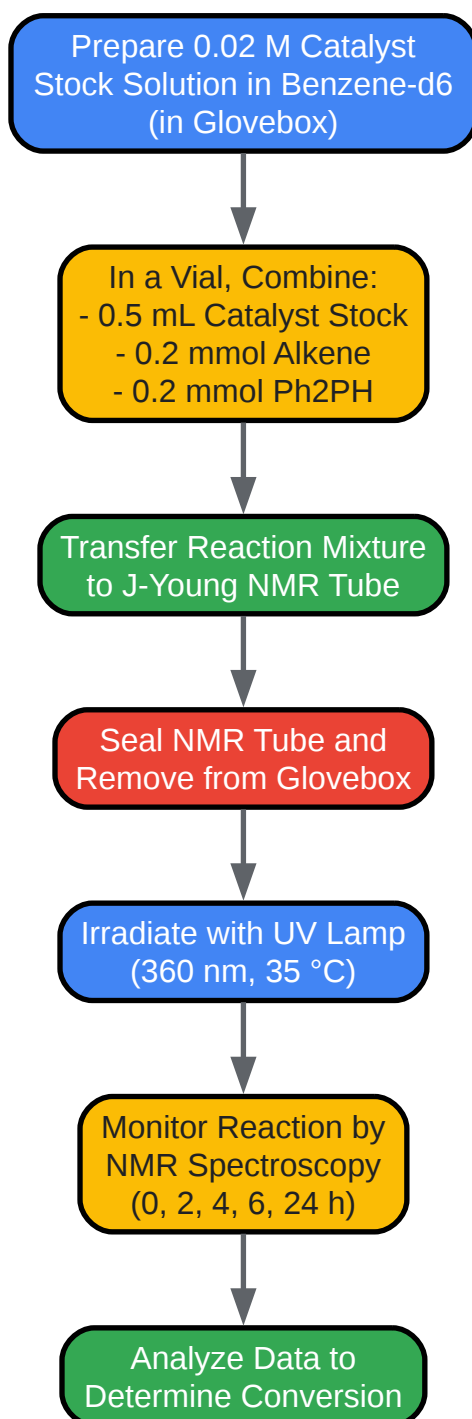 Prepare 0.02 M Catalyst
Stock Solution in Benzene-d6
(in Glovebox)
In a Vial, Combine:
- 0.5 mL Catalyst Stock
- 0.2 mmol Alkene
- 0.2 mmol Ph2PH
Transfer Reaction Mixture
to J-Young NMR Tube
Seal NMR Tube and
Remove from Glovebox
Irradiate with UV Lamp
(360 nm, 35 °C)
Monitor Reaction by
NMR Spectroscopy
(0, 2, 4, 6, 24 h)
Analyze Data to
Determine Conversion